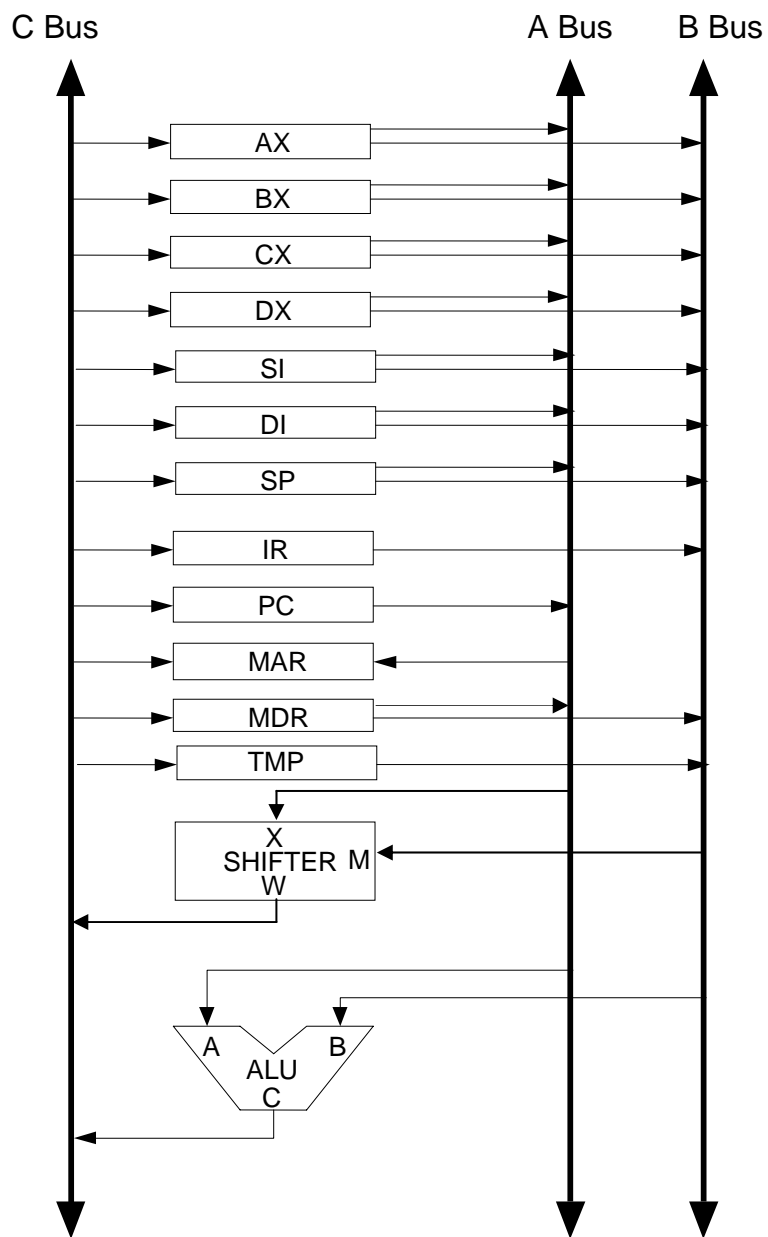 C Bus A Bus B Bus
AX
BX
CX
DX
SI
DI
SP
IR
PC
MAR
MDR
TMP
X
SHIFTER M
W
A B
ALU
C